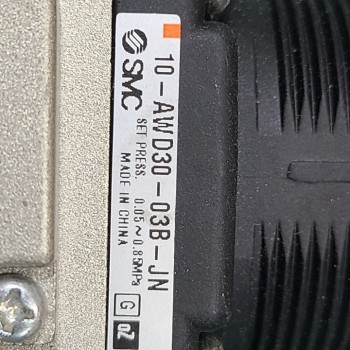 SMC
10-AWD30-03B-JN
SET PRESS. 0.05~0.85MPa
MADE IN CHINA
G